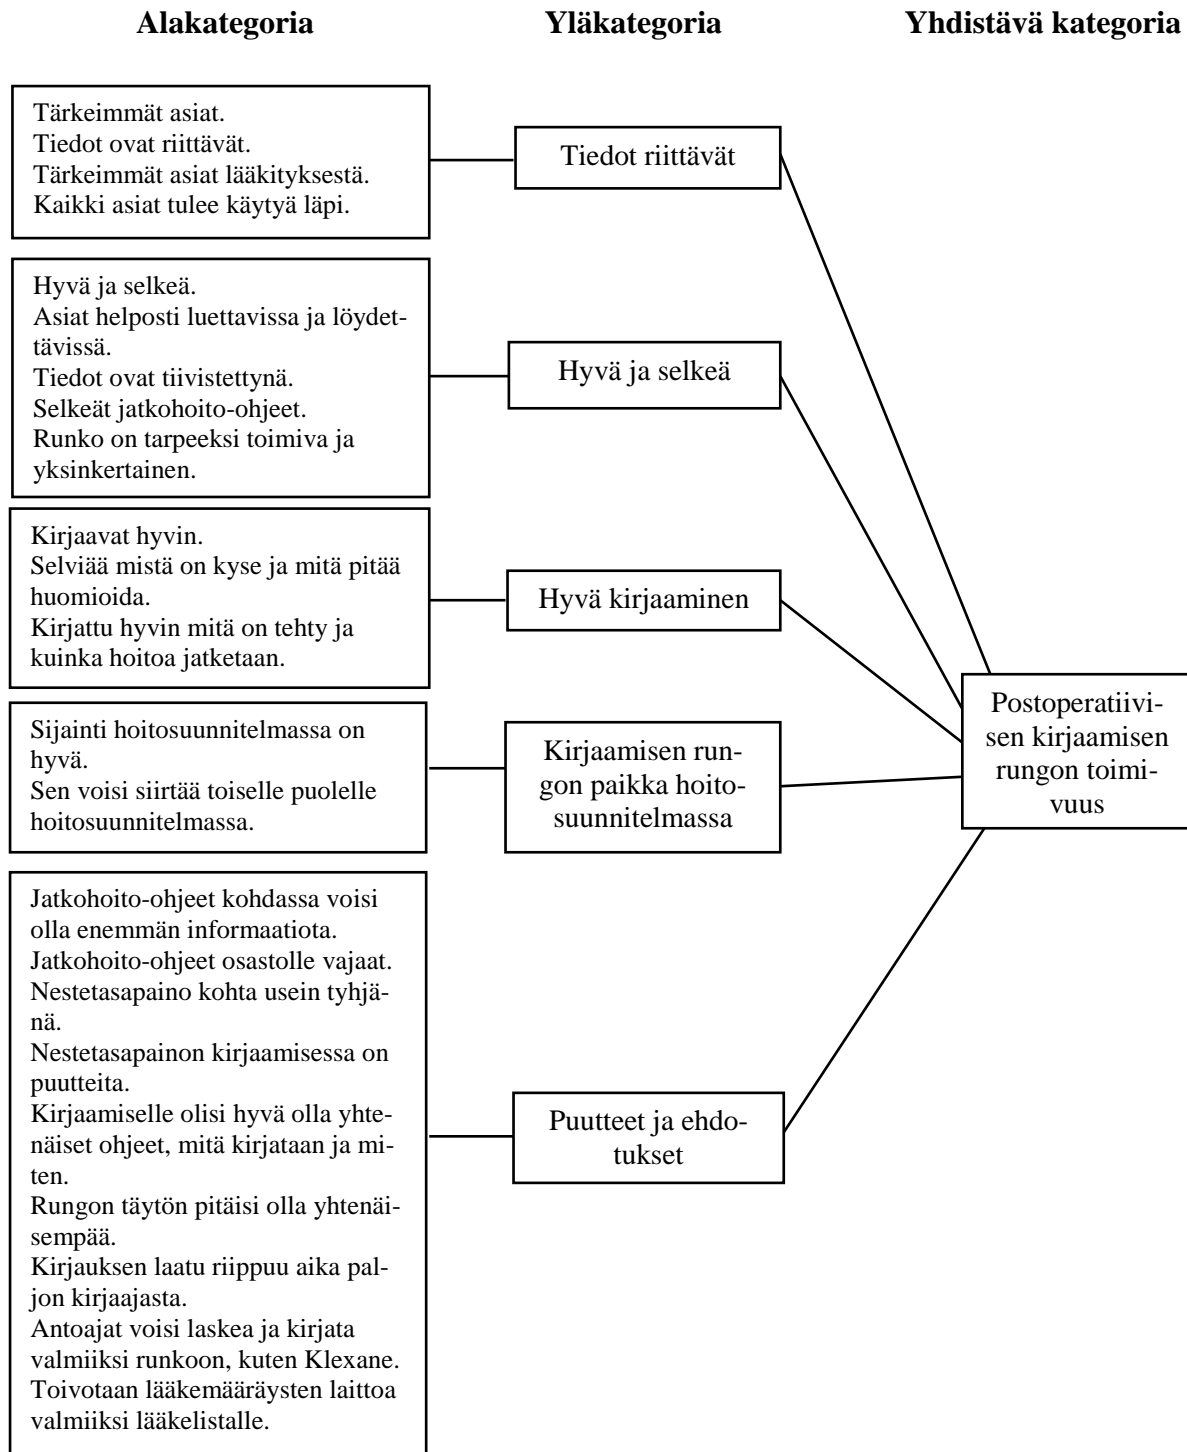 Alakategoria Yläkategoria Yhdistävä kategoria
Tärkeimmät asiat.
Tiedot ovat riittävät.
Tärkeimmät asiat lääkityksestä.
Kaikki asiat tulee käytyä läpi.
Tiedot riittävät
Hyvä ja selkeä.
Asiat helposti luettavissa ja löydet-
tävissä.
Tiedot ovat tiivistettynä.
Selkeät jatkohoito-ohjeet.
Runko on tarpeeksi toimiva ja
yksinkertainen.
Hyvä ja selkeä
Kirjaavat hyvin.
Selviää mistä on kyse ja mitä pitää
huomioida.
Kirjattu hyvin mitä on tehty ja
kuinka hoitoa jatketaan.
Hyvä kirjaaminen
Sijainti hoitosuunnitelmassa on
hyvä.
Sen voisi siirtää toiselle puolelle
hoitosuunnitelmassa.
Kirjaamisen run-
gon paikka hoito-
suunnitelmassa
Jatkohoito-ohjeet kohdassa voisi
olla enemmän informaatiota.
Jatkohoito-ohjeet osastolle vajaat.
Nestetasapaino kohta usein tyhjä-
nä.
Nestetasapainon kirjaamisessa on
puutteita.
Kirjaamiselle olisi hyvä olla yhte-
näiset ohjeet, mitä kirjataan ja mi-
ten.
Rungon täytön pitäisi olla yhtenäi-
sempää.
Kirjauksen laatu riippuu aika pal-
jon kirjaajasta.
Antoajat voisi laskea ja kirjata
valmiiksi runkoon, kuten Klexane.
Toivotaan lääkemääräysten laittoa
valmiiksi lääkelistalle.
Puutteet ja ehdo-
tukset
Postoperatiivi-
sen kirjaamisen
rungon toimi-
vuus